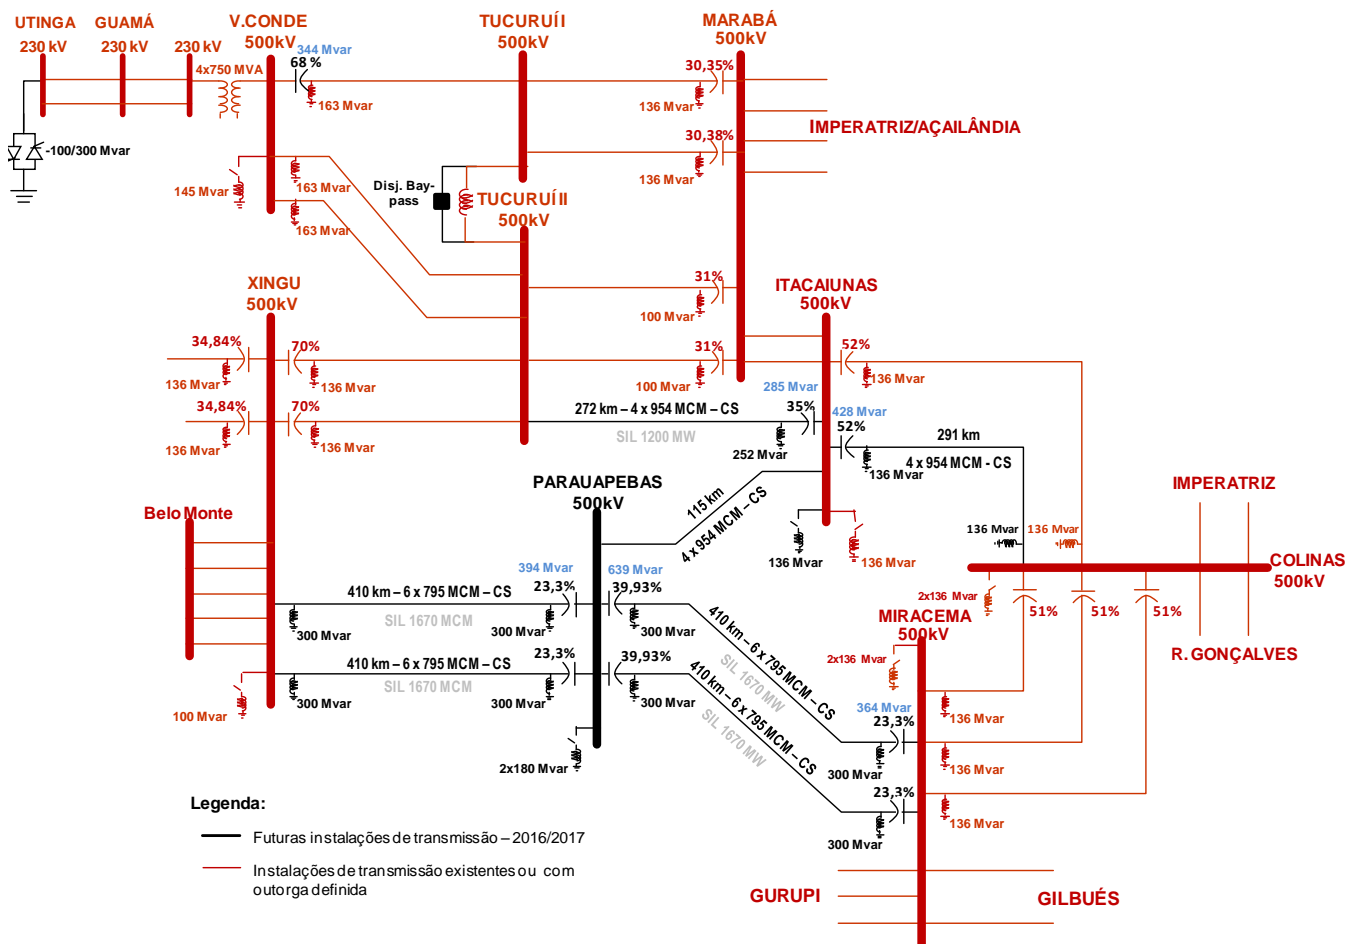 UTINGA
230 kV
GUAMÁ
230 kV
230 kV
V.CONDE
500kV
TUCURUÍ I
500kV
MARABÁ
500kV
4x750 MVA
344 Mvar
68 %
163 Mvar
30,35%
136 Mvar
IMPERATRIZ/AÇAILÂNDIA
30,38%
136 Mvar
-100/300 Mvar
145 Mvar
163 Mvar
163 Mvar
Disj. Bay-
pass
TUCURUÍ II
500kV
XINGU
500kV
31%
100 Mvar
ITACAIUNAS
500kV
34,84%
136 Mvar
70%
136 Mvar
31%
100 Mvar
52%
136 Mvar
285 Mvar
34,84%
136 Mvar
70%
136 Mvar
272 km – 4 x 954 MCM – CS
SIL 1200 MW
35%
252 Mvar
428 Mvar
52%
136 Mvar
291 km
4 x 954 MCM - CS
PARAUAPEBAS
500kV
115 km
4 x 954 MCM – CS
136 Mvar
136 Mvar
Belo Monte
IMPERATRIZ
136 Mvar
136 Mvar
COLINAS
500kV
2x136 Mvar
51%
51%
51%
R. GONÇALVES
394 Mvar
639 Mvar
410 km – 6 x 795 MCM – CS
SIL 1670 MCM
23,3%
39,93%
300 Mvar
300 Mvar
300 Mvar
410 km – 6 x 795 MCM – CS
SIL 1670 MW
MIRACEMA
500kV
2x136 Mvar
410 km – 6 x 795 MCM – CS
SIL 1670 MCM
23,3%
39,93%
300 Mvar
300 Mvar
300 Mvar
410 km – 6 x 795 MCM – CS
SIL 1670 MW
100 Mvar
2x180 Mvar
364 Mvar
23,3%
300 Mvar
136 Mvar
136 Mvar
23,3%
300 Mvar
136 Mvar
Legenda:
Futuras instalações de transmissão – 2016/2017
Instalações de transmissão existentes ou com
outorga definida
GURUPI
GILBUÉS